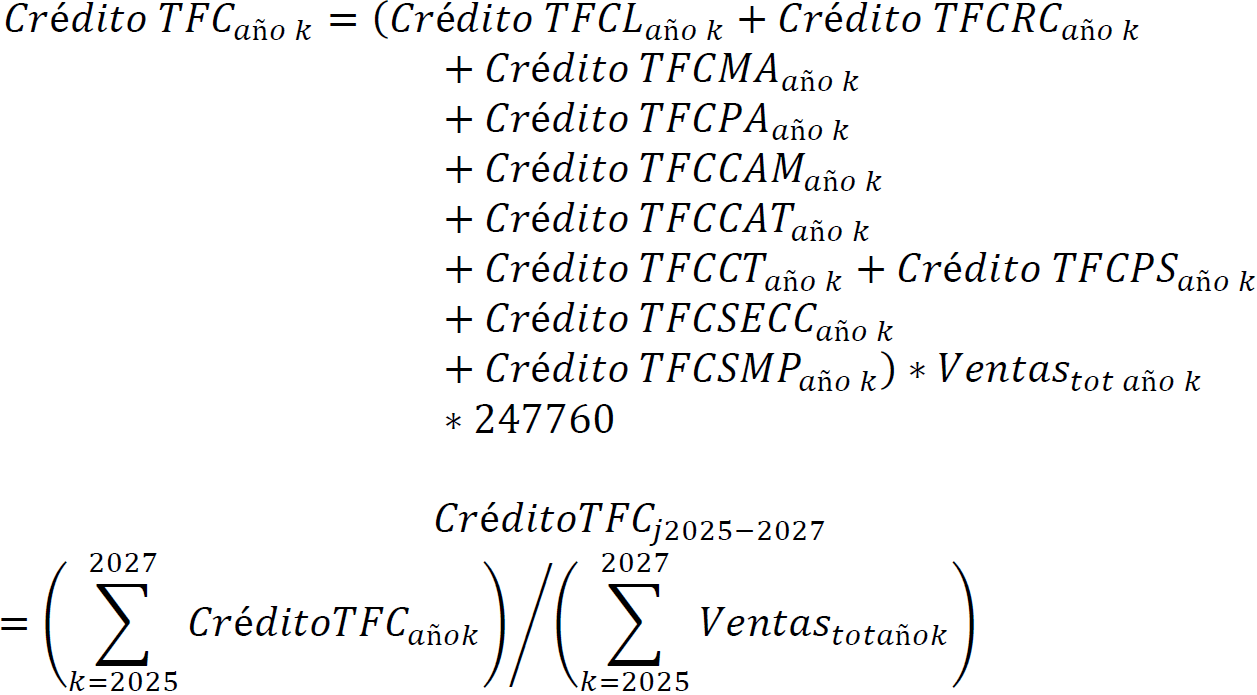 Crédito TFC_{año k} = (Crédito TFCL_{año k} + Crédito TFCRC_{año k}
+ Crédito TFCMA_{año k}
+ Crédito TFCPA_{año k}
+ Crédito TFCCAM_{año k}
+ Crédito TFCCAT_{año k}
+ Crédito TFCCT_{año k} + Crédito TFCPS_{año k}
+ Crédito TFCSECC_{año k}
+ Crédito TFCSMP_{año k}) * Ventas_{tot año k}
* 247760
CréditoTFC_{j2025−2027}
= (∑_{k=2025}^{2027} CréditoTFC_{añok}) / (∑_{k=2025}^{2027} Ventas_{totañok})